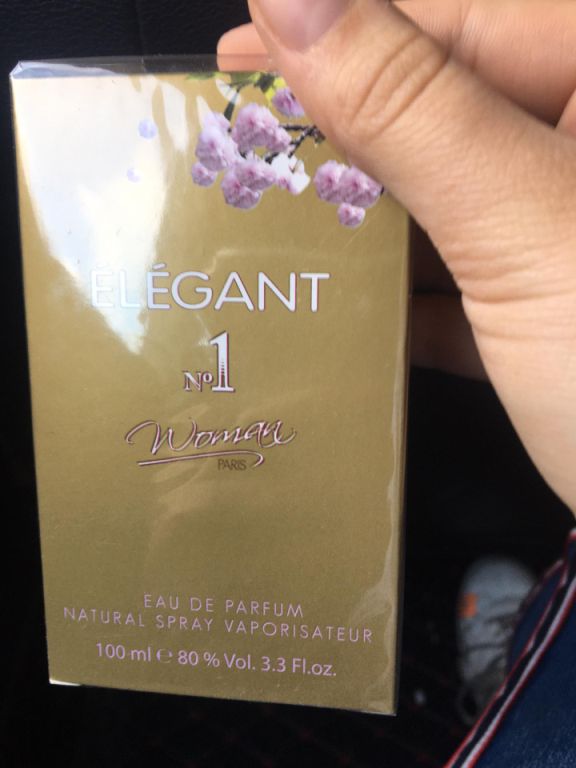 ÉLÉGANT
Nº1
Woman
PARIS
EAU DE PARFUM
NATURAL SPRAY VAPORISATEUR
100 ml ℮ 80 % Vol. 3.3 Fl.oz.